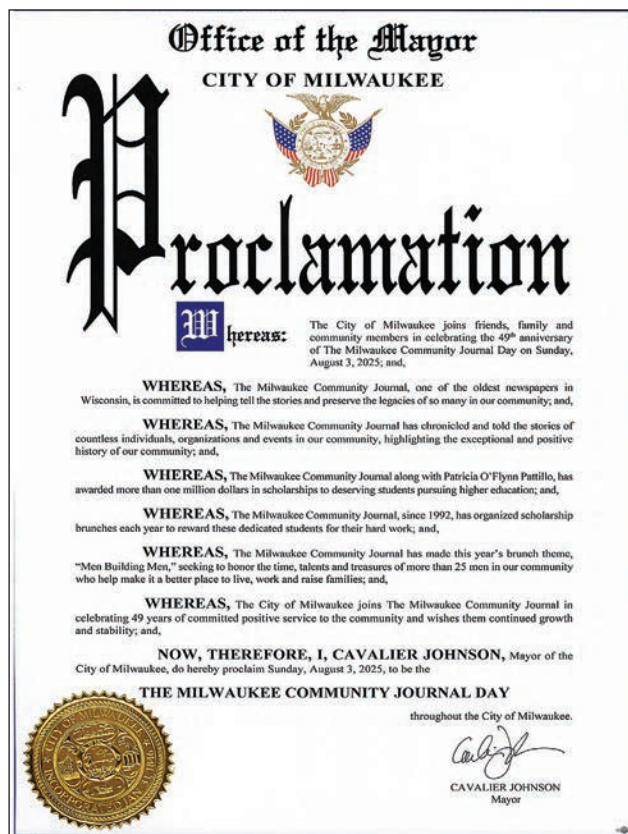 Office of the Mayor
CITY OF MILWAUKEE
Proclamation
Whereas: The City of Milwaukee joins friends, family and
community members in celebrating the 49th anniversary
of The Milwaukee Community Journal Day on Sunday,
August 3, 2025; and,
WHEREAS, The Milwaukee Community Journal, one of the oldest newspapers in
Wisconsin, is committed to helping tell the stories and preserve the legacies of so many in our community; and,
WHEREAS, The Milwaukee Community Journal has chronicled and told the stories of
countless individuals, organizations and events in our community, highlighting the exceptional and positive
history of our community; and,
WHEREAS, The Milwaukee Community Journal along with Patricia O'Flynn Pattillo, has
awarded more than one million dollars in scholarships to deserving students pursuing higher education; and,
WHEREAS, The Milwaukee Community Journal, since 1992, has organized scholarship
brunches each year to reward these dedicated students for their hard work; and,
WHEREAS, The Milwaukee Community Journal has made this year's brunch theme,
"Men Building Men," seeking to honor the time, talents and treasures of more than 25 men in our community
who help make it a better place to live, work and raise families; and,
WHEREAS, The City of Milwaukee joins The Milwaukee Community Journal in
celebrating 49 years of committed positive service to the community and wishes them continued growth
and stability; and,
NOW, THEREFORE, I, CAVALIER JOHNSON, Mayor of the
City of Milwaukee, do hereby proclaim Sunday, August 3, 2025, to be the
THE MILWAUKEE COMMUNITY JOURNAL DAY
throughout the City of Milwaukee.
CAVALIER JOHNSON
Mayor
CITY OF MILWAUKEE